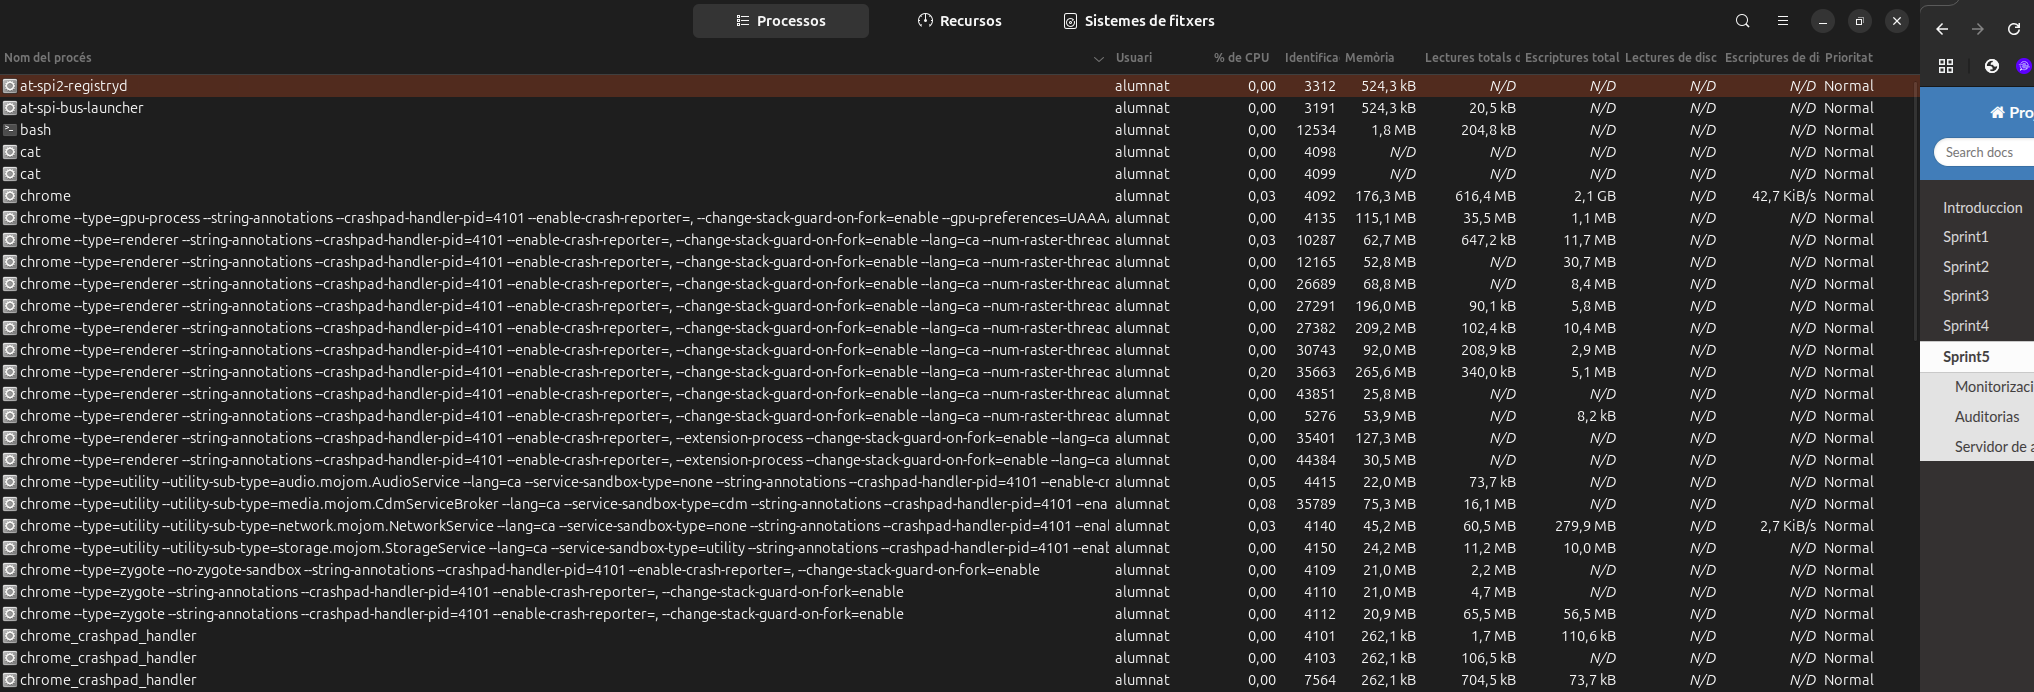 Processos Recursos Sistemes de fitxers
Nom del procés Usuari % de CPU Identifica Memòria Lectures totals d Escriptures total Lectures de disc Escriptures de di Prioritat
at-spi2-registryd alumnat 0,00 3312 524,3 kB N/D N/D N/D N/D Normal
at-spi-bus-launcher alumnat 0,00 3191 524,3 kB 20,5 kB N/D N/D N/D Normal
bash alumnat 0,00 12534 1,8 MB 204,8 kB N/D N/D N/D Normal
cat alumnat 0,00 4098 N/D N/D N/D N/D N/D Normal
cat alumnat 0,00 4099 N/D N/D N/D N/D N/D Normal
chrome alumnat 0,03 4092 176,3 MB 616,4 MB 2,1 GB N/D 42,7 KiB/s Normal
chrome --type=gpu-process --string-annotations --crashpad-handler-pid=4101 --enable-crash-reporter=, --change-stack-guard-on-fork=enable --gpu-preferences=UAAA alumnat 0,00 4135 115,1 MB 35,5 MB 1,1 MB N/D N/D Normal
chrome --type=renderer --string-annotations --crashpad-handler-pid=4101 --enable-crash-reporter=, --change-stack-guard-on-fork=enable --lang=ca --num-raster-threac alumnat 0,03 10287 62,7 MB 647,2 kB 11,7 MB N/D N/D Normal
chrome --type=renderer --string-annotations --crashpad-handler-pid=4101 --enable-crash-reporter=, --change-stack-guard-on-fork=enable --lang=ca --num-raster-threac alumnat 0,00 12165 52,8 MB N/D 30,7 MB N/D N/D Normal
chrome --type=renderer --string-annotations --crashpad-handler-pid=4101 --enable-crash-reporter=, --change-stack-guard-on-fork=enable --lang=ca --num-raster-threac alumnat 0,00 26689 68,8 MB N/D 8,4 MB N/D N/D Normal
chrome --type=renderer --string-annotations --crashpad-handler-pid=4101 --enable-crash-reporter=, --change-stack-guard-on-fork=enable --lang=ca --num-raster-threac alumnat 0,00 27291 196,0 MB 90,1 kB 5,8 MB N/D N/D Normal
chrome --type=renderer --string-annotations --crashpad-handler-pid=4101 --enable-crash-reporter=, --change-stack-guard-on-fork=enable --lang=ca --num-raster-threac alumnat 0,00 27382 209,2 MB 102,4 kB 10,4 MB N/D N/D Normal
chrome --type=renderer --string-annotations --crashpad-handler-pid=4101 --enable-crash-reporter=, --change-stack-guard-on-fork=enable --lang=ca --num-raster-threac alumnat 0,00 30743 92,0 MB 208,9 kB 2,9 MB N/D N/D Normal
chrome --type=renderer --string-annotations --crashpad-handler-pid=4101 --enable-crash-reporter=, --change-stack-guard-on-fork=enable --lang=ca --num-raster-threac alumnat 0,20 35663 265,6 MB 340,0 kB 5,1 MB N/D N/D Normal
chrome --type=renderer --string-annotations --crashpad-handler-pid=4101 --enable-crash-reporter=, --change-stack-guard-on-fork=enable --lang=ca --num-raster-threac alumnat 0,00 43851 25,8 MB N/D N/D N/D N/D Normal
chrome --type=renderer --string-annotations --crashpad-handler-pid=4101 --enable-crash-reporter=, --change-stack-guard-on-fork=enable --lang=ca --num-raster-threac alumnat 0,00 5276 53,9 MB N/D 8,2 kB N/D N/D Normal
chrome --type=renderer --string-annotations --crashpad-handler-pid=4101 --enable-crash-reporter=, --extension-process --change-stack-guard-on-fork=enable --lang=ca alumnat 0,00 35401 127,3 MB N/D N/D N/D N/D Normal
chrome --type=renderer --string-annotations --crashpad-handler-pid=4101 --enable-crash-reporter=, --extension-process --change-stack-guard-on-fork=enable --lang=ca alumnat 0,00 44384 30,5 MB N/D N/D N/D N/D Normal
chrome --type=utility --utility-sub-type=audio.mojom.AudioService --lang=ca --service-sandbox-type=none --string-annotations --crashpad-handler-pid=4101 --enable-cr alumnat 0,05 4415 22,0 MB 73,7 kB N/D N/D N/D Normal
chrome --type=utility --utility-sub-type=media.mojom.CdmServiceBroker --lang=ca --service-sandbox-type=cdm --string-annotations --crashpad-handler-pid=4101 --ena alumnat 0,08 35789 75,3 MB 16,1 MB N/D N/D N/D Normal
chrome --type=utility --utility-sub-type=network.mojom.NetworkService --lang=ca --service-sandbox-type=none --string-annotations --crashpad-handler-pid=4101 --enal alumnat 0,03 4140 45,2 MB 60,5 MB 279,9 MB N/D 2,7 KiB/s Normal
chrome --type=utility --utility-sub-type=storage.mojom.StorageService --lang=ca --service-sandbox-type=utility --string-annotations --crashpad-handler-pid=4101 --enab alumnat 0,00 4150 24,2 MB 11,2 MB 10,0 MB N/D N/D Normal
chrome --type=zygote --no-zygote-sandbox --string-annotations --crashpad-handler-pid=4101 --enable-crash-reporter=, --change-stack-guard-on-fork=enable alumnat 0,00 4109 21,0 MB 2,2 MB N/D N/D N/D Normal
chrome --type=zygote --string-annotations --crashpad-handler-pid=4101 --enable-crash-reporter=, --change-stack-guard-on-fork=enable alumnat 0,00 4110 21,0 MB 4,7 MB N/D N/D N/D Normal
chrome --type=zygote --string-annotations --crashpad-handler-pid=4101 --enable-crash-reporter=, --change-stack-guard-on-fork=enable alumnat 0,00 4112 20,9 MB 65,5 MB 56,5 MB N/D N/D Normal
chrome_crashpad_handler alumnat 0,00 4101 262,1 kB 1,7 MB 110,6 kB N/D N/D Normal
chrome_crashpad_handler alumnat 0,00 4103 262,1 kB 106,5 kB N/D N/D N/D Normal
chrome_crashpad_handler alumnat 0,00 7564 262,1 kB 704,5 kB 73,7 kB N/D N/D Normal
Pro
Search docs
Introduccion
Sprint1
Sprint2
Sprint3
Sprint4
Sprint5
Monitorizaci
Auditorias
Servidor de a